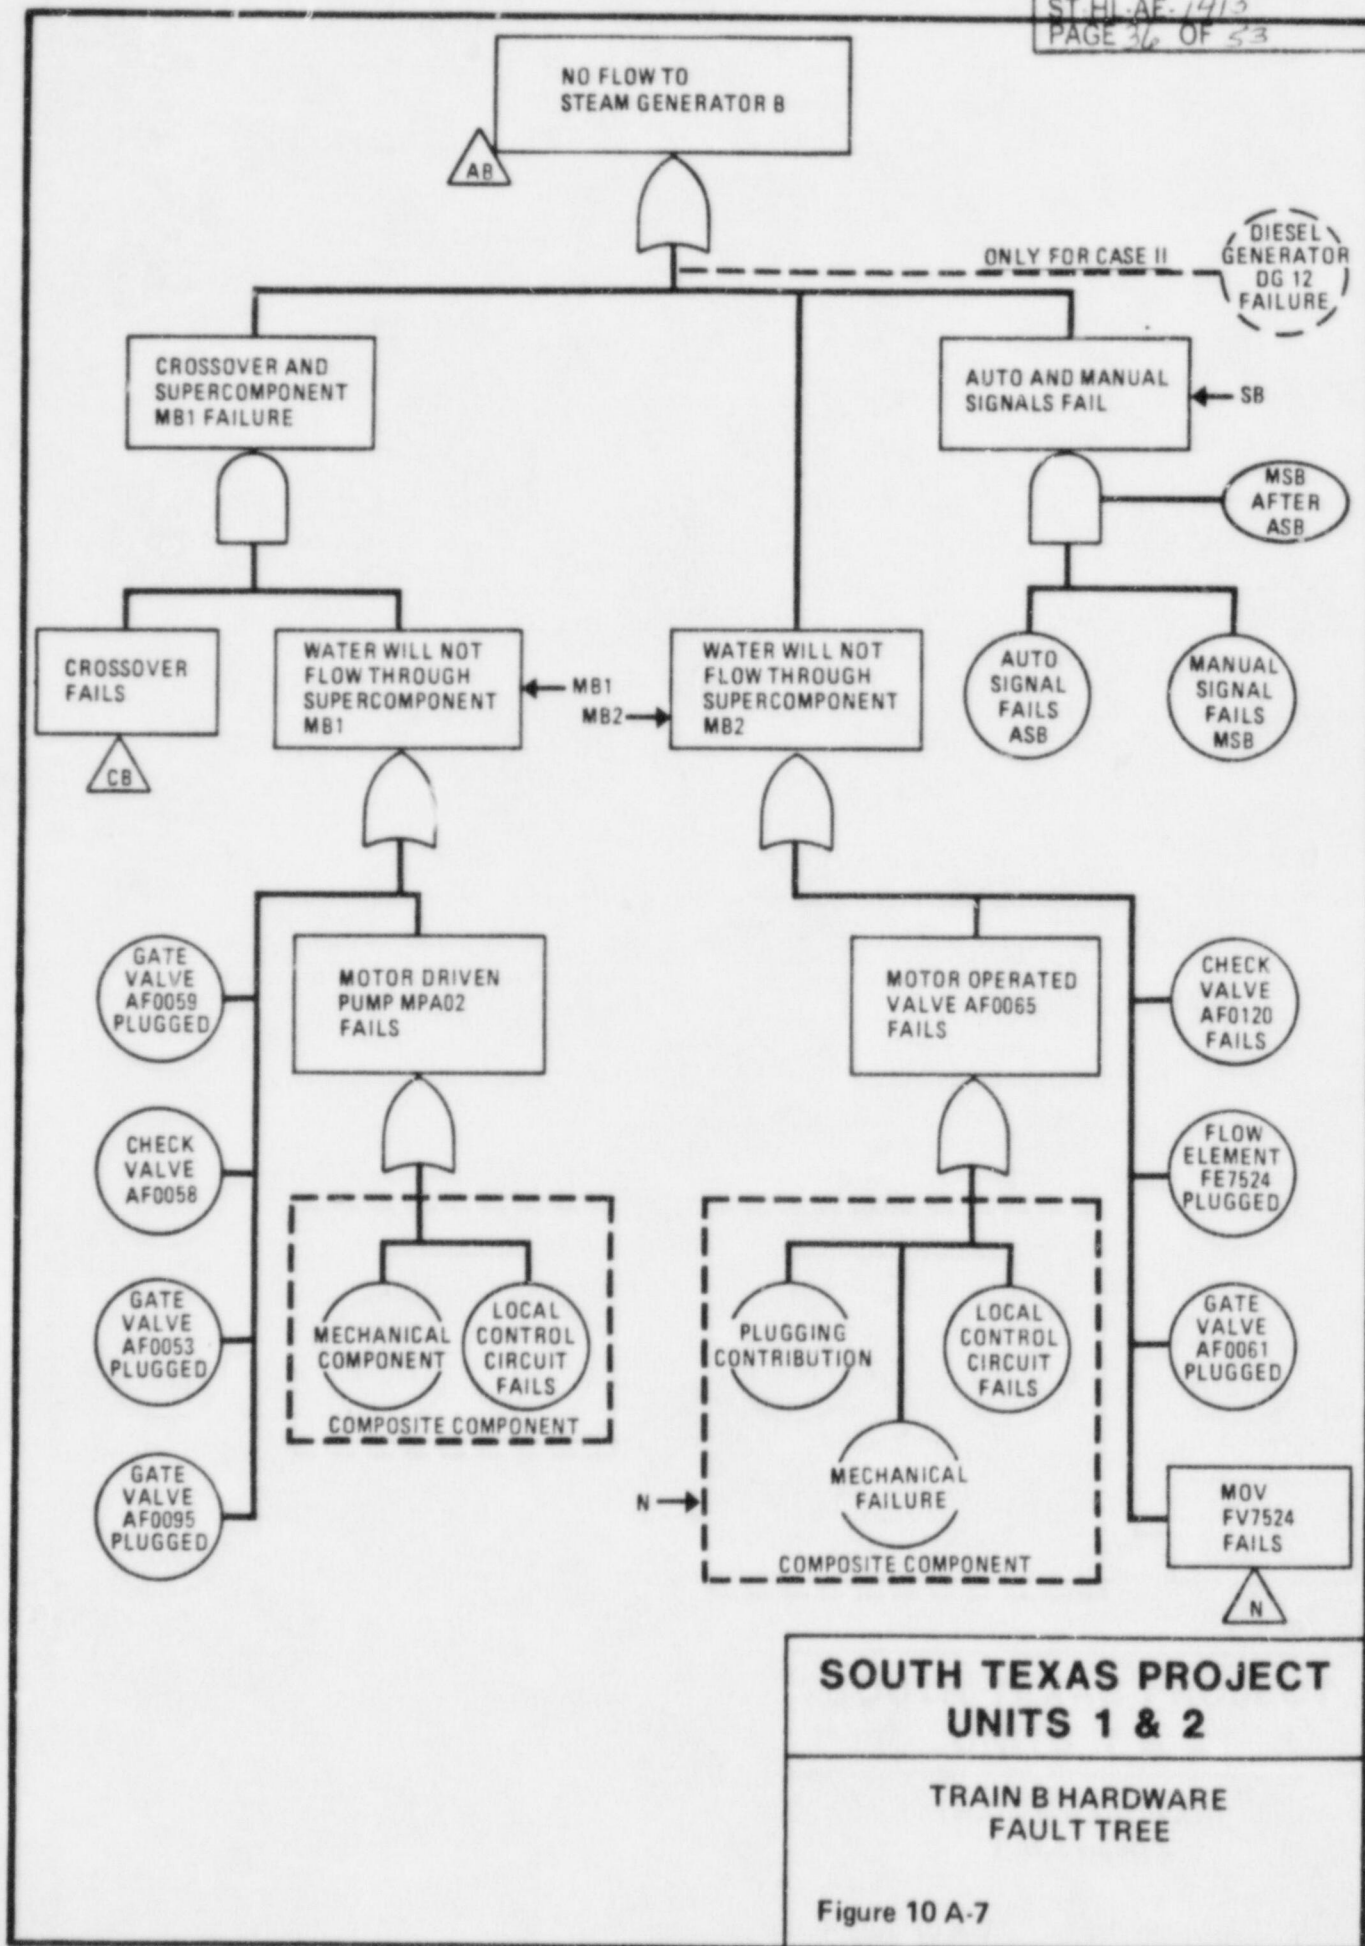 ST-HL-AE-1413
PAGE 36 OF 53
NO FLOW TO
STEAM GENERATOR B
AB
ONLY FOR CASE II
DIESEL
GENERATOR
DG 12
FAILURE
CROSSOVER AND
SUPERCOMPONENT
MB1 FAILURE
AUTO AND MANUAL
SIGNALS FAIL
SB
MSB
AFTER
ASB
CROSSOVER
FAILS
CB
WATER WILL NOT
FLOW THROUGH
SUPERCOMPONENT
MB1
MB1
MB2
WATER WILL NOT
FLOW THROUGH
SUPERCOMPONENT
MB2
AUTO
SIGNAL
FAILS
ASB
MANUAL
SIGNAL
FAILS
MSB
GATE
VALVE
AF0059
PLUGGED
MOTOR DRIVEN
PUMP MPA02
FAILS
MOTOR OPERATED
VALVE AF0065
FAILS
CHECK
VALVE
AF0120
FAILS
CHECK
VALVE
AF0058
FLOW
ELEMENT
FE7524
PLUGGED
GATE
VALVE
AF0053
PLUGGED
MECHANICAL
COMPONENT
LOCAL
CONTROL
CIRCUIT
FAILS
COMPOSITE COMPONENT
PLUGGING
CONTRIBUTION
LOCAL
CONTROL
CIRCUIT
FAILS
GATE
VALVE
AF0061
PLUGGED
GATE
VALVE
AF0095
PLUGGED
N
MECHANICAL
FAILURE
COMPOSITE COMPONENT
MOV
FV7524
FAILS
N
SOUTH TEXAS PROJECT
UNITS 1 & 2
TRAIN B HARDWARE
FAULT TREE
Figure 10 A-7